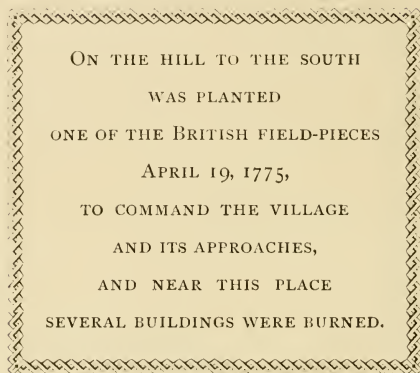 On the hill to the south
was planted
one of the British field-pieces
April 19, 1775,
to command the village
and its approaches,
and near this place
several buildings were burned.